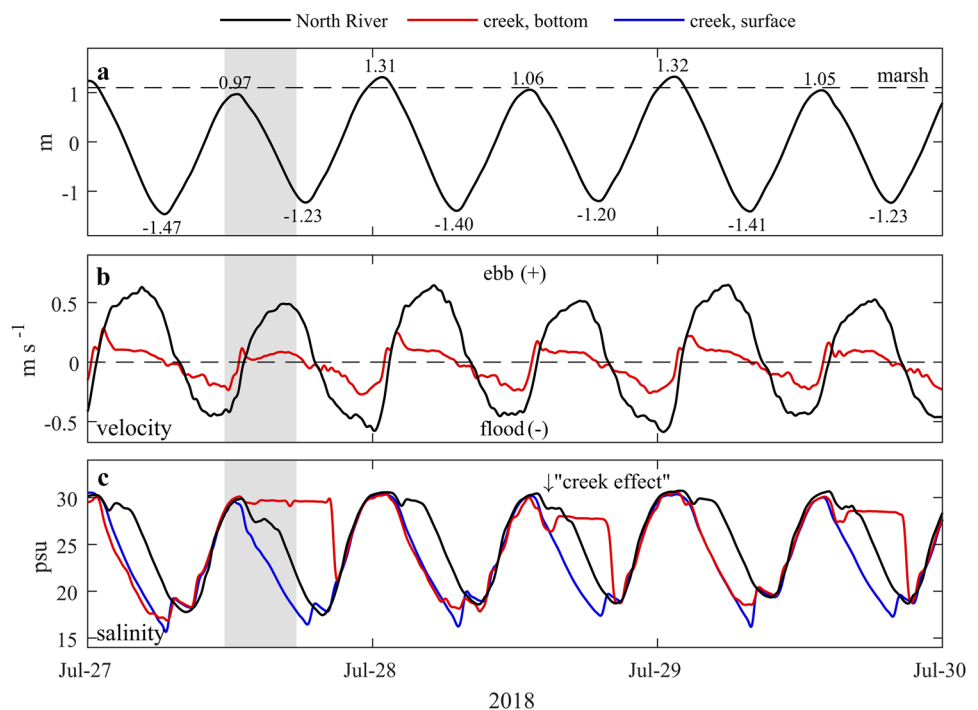 North River creek, bottom creek, surface
a
0.97
1.31
1.06
1.32
1.05
marsh
1
0
-1
m
-1.47
-1.23
-1.40
-1.20
-1.41
-1.23
b
ebb (+)
0.5
0
-0.5
m s -1
velocity
flood (-)
c
↓"creek effect"
30
25
20
15
psu
salinity
Jul-27 Jul-28 Jul-29 Jul-30
2018